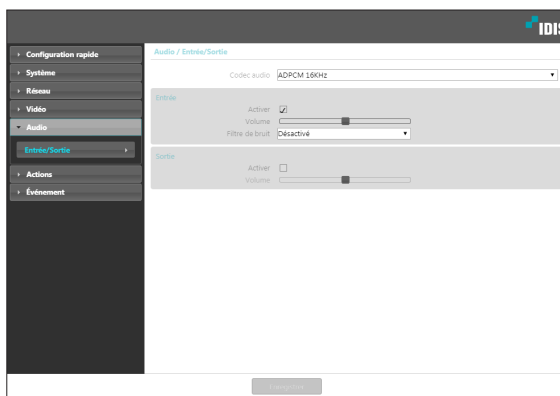 IDIS
Configuration rapide
Système
Réseau
Vidéo
Audio
Entrée/Sortie
Actions
Événement
Audio / Entrée/Sortie
Codec audio ADPCM 16KHz
Entrée
Activer
Volume
Filtre de bruit Désactivé
Sortie
Activer
Volume
Enregistrer